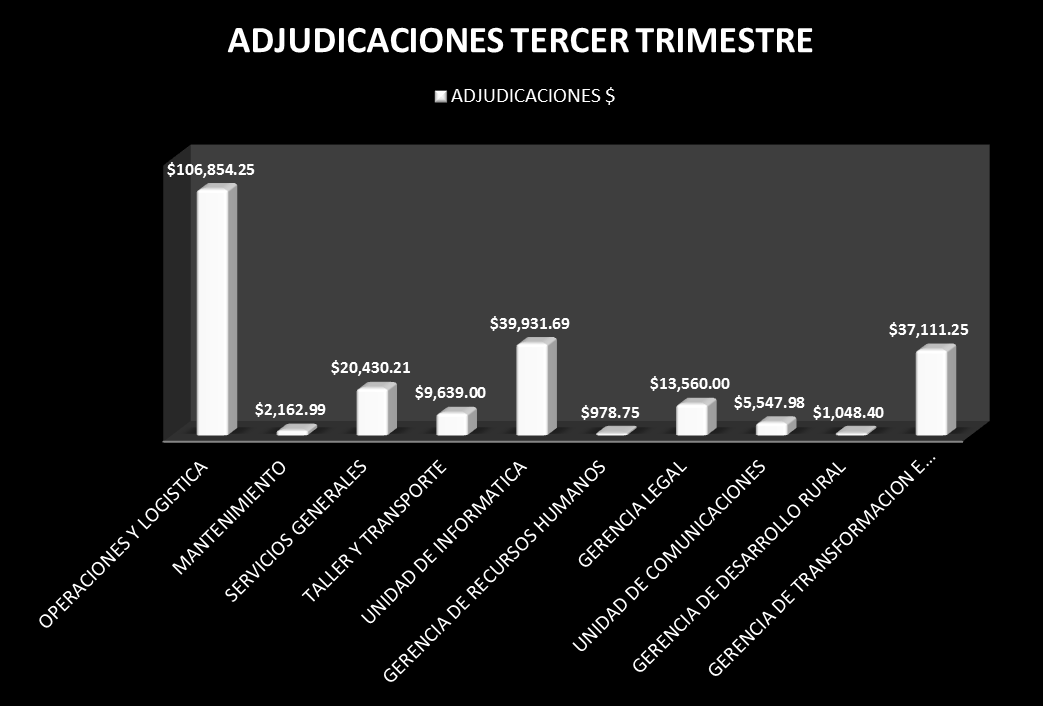 ADJUDICACIONES TERCER TRIMESTRE
ADJUDICACIONES $
$106,854.25
$2,162.99
$20,430.21
$9,639.00
$39,931.69
$978.75
$13,560.00
$5,547.98
$1,048.40
$37,111.25
OPERACIONES Y LOGISTICA
MANTENIMIENTO
SERVICIOS GENERALES
TALLER Y TRANSPORTE
UNIDAD DE INFORMATICA
GERENCIA DE RECURSOS HUMANOS
GERENCIA LEGAL
UNIDAD DE COMUNICACIONES
GERENCIA DE DESARROLLO RURAL
GERENCIA DE TRANSFORMACION E...